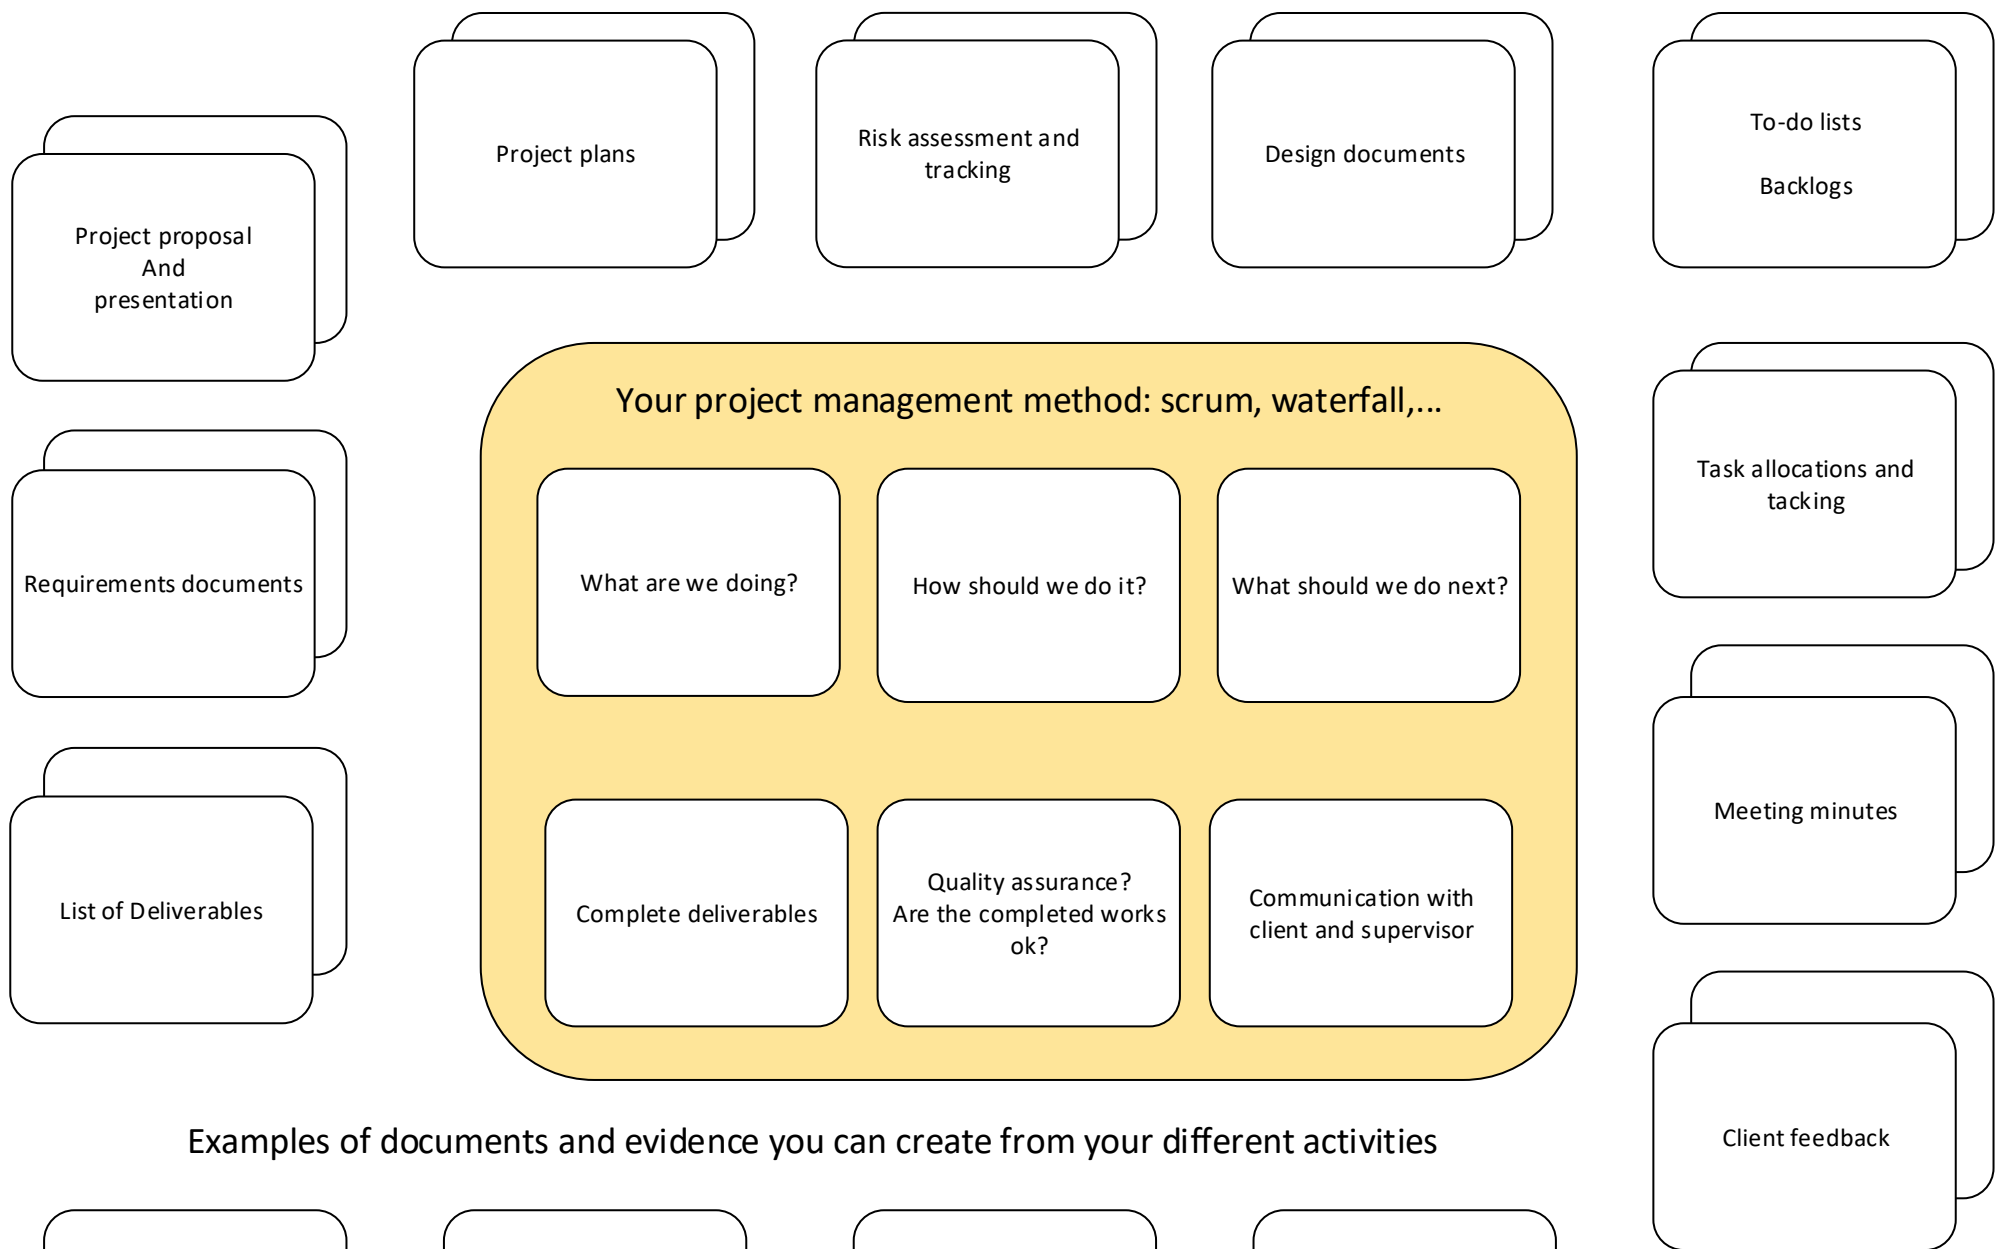 Project plans
Risk assessment and
tracking
Design documents
To-do lists
Backlogs
Project proposal
And
presentation
Your project management method: scrum, waterfall,...
Task allocations and
tacking
What are we doing?
How should we do it?
What should we do next?
Requirements documents
Meeting minutes
List of Deliverables
Complete deliverables
Quality assurance?
Are the completed works
ok?
Communication with
client and supervisor
Examples of documents and evidence you can create from your different activities
Client feedback